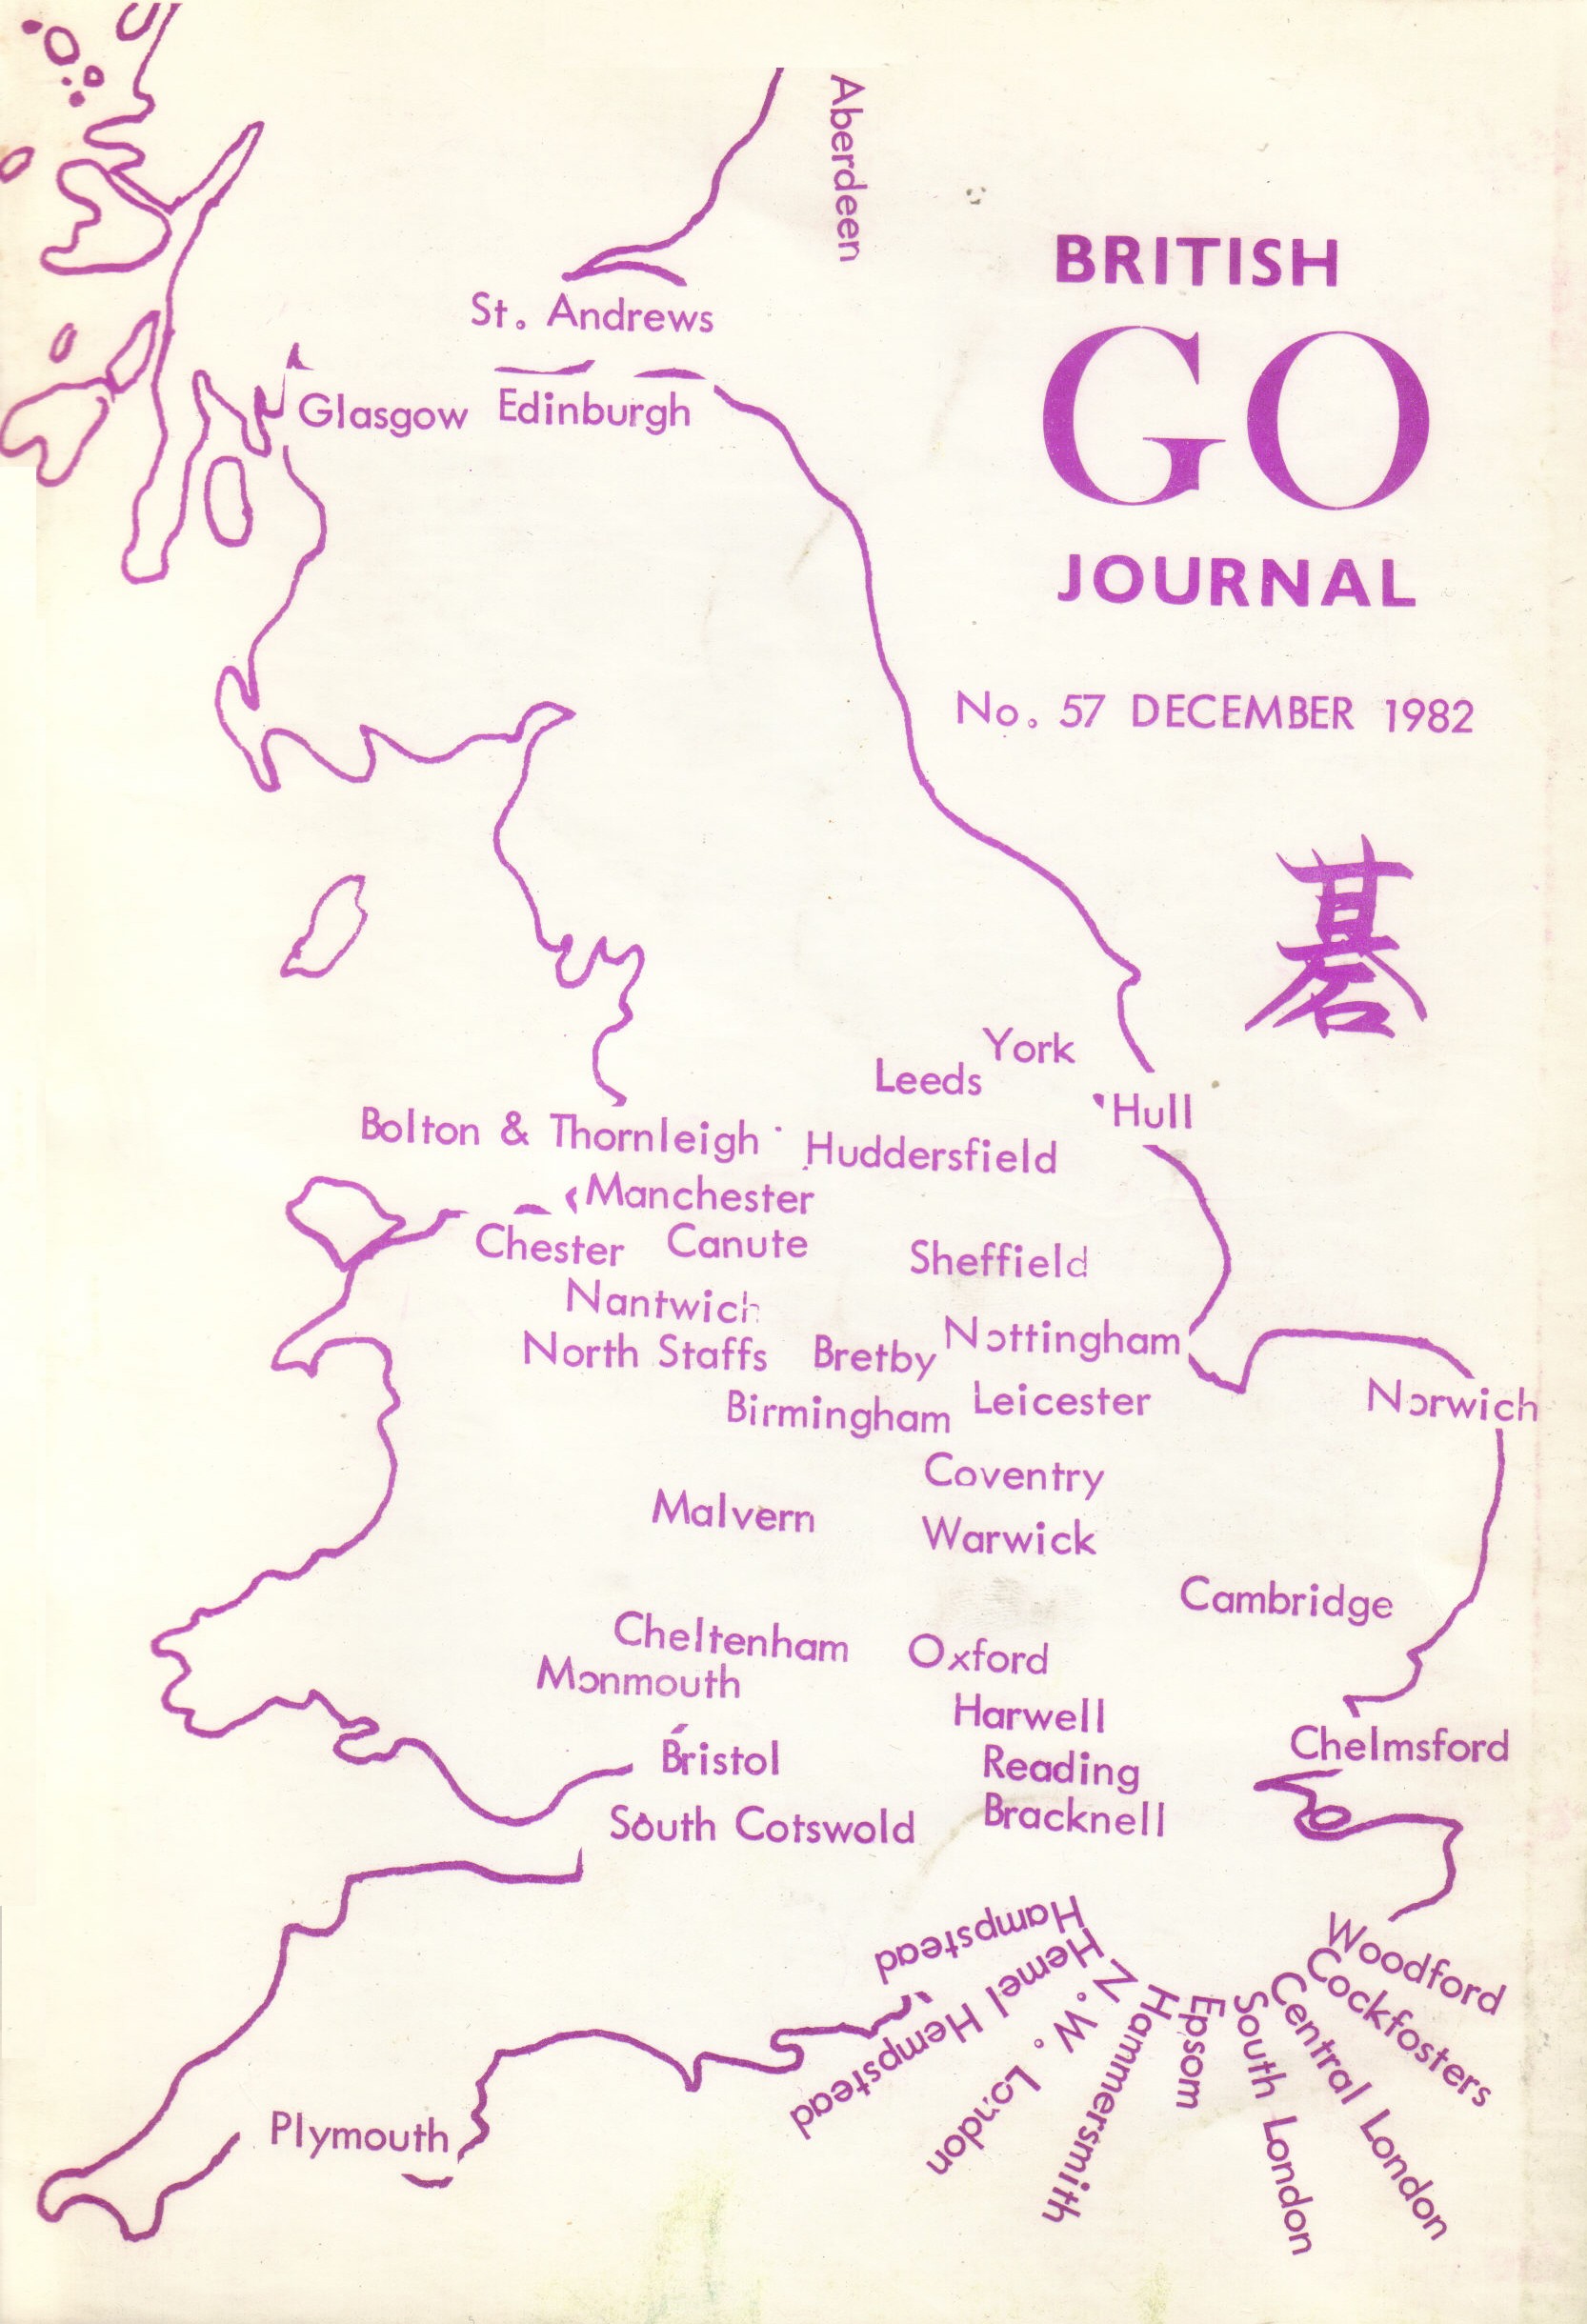 Aberdeen
BRITISH
GO
JOURNAL
No. 57 DECEMBER 1982
碁
St. Andrews
Glasgow
Edinburgh
York
Leeds
Hull
Bolton & Thornleigh
Huddersfield
Manchester
Chester
Canute
Sheffield
Nantwich
North Staffs
Bretby
Nottingham
Birmingham
Leicester
Norwich
Coventry
Malvern
Warwick
Cambridge
Cheltenham
Oxford
Monmouth
Harwell
Bristol
Reading
Chelmsford
South Cotswold
Bracknell
Hampstead
Hemel Hempstead
N.W. London
Hammersmith
Epsom
South London
Central London
Cockfosters
Woodford
Plymouth